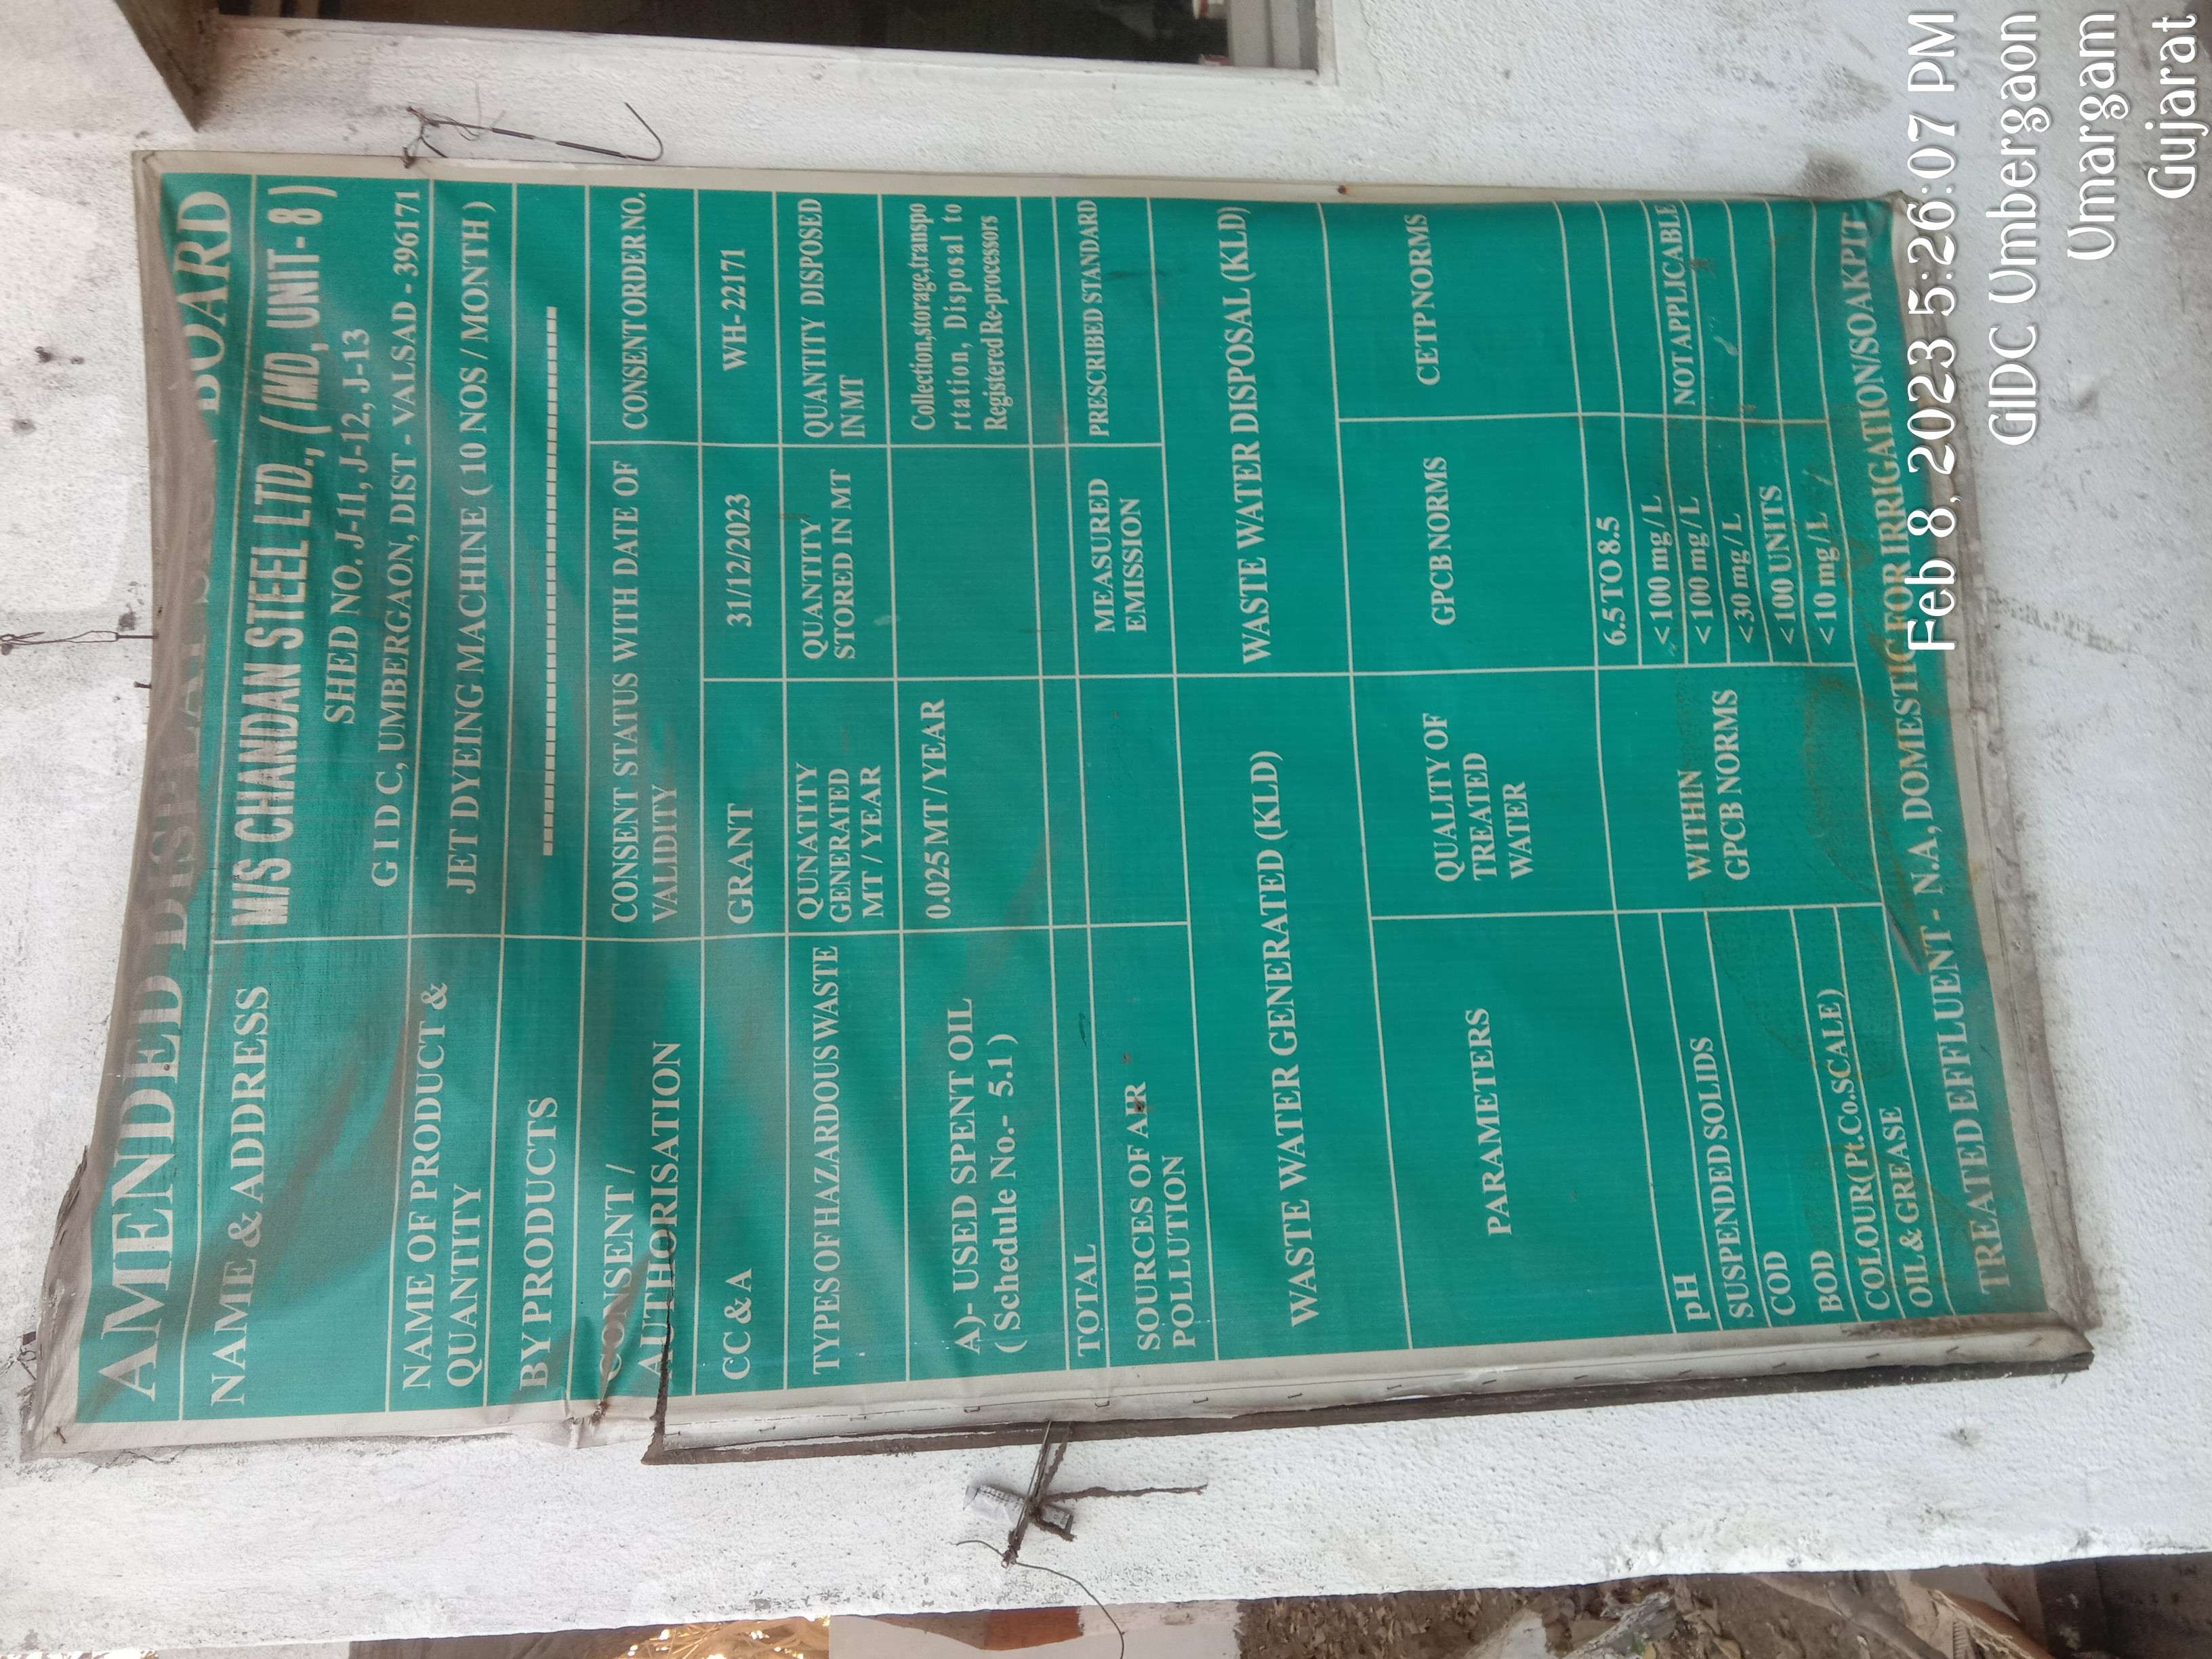 AMENDED DISPLAY BOARD
NAME & ADDRESS
M/S CHANDAN STEEL LTD., ( IMD, UNIT- 8 )
SHED NO. J-11, J-12, J-13
G I D C, UMBERGAON, DIST - VALSAD - 396171
NAME OF PRODUCT & QUANTITY
JET DYEING MACHINE ( 10 NOS / MONTH )
BY PRODUCTS
CONSENT / AUTHORISATION
CONSENT STATUS WITH DATE OF VALIDITY
CONSENT ORDER NO.
CC & A GRANT 31/12/2023 WH-22171
TYPES OF HAZARDOUS WASTE
QUNATITY GENERATED MT / YEAR
QUANTITY STORED IN MT
QUANTITY DISPOSED IN MT
A)- USED SPENT OIL
( Schedule No.- 5.1 )
0.025 MT/YEAR
Collection,storage,transpo
rtation, Disposal to
Registered Re-processors
TOTAL
SOURCES OF AIR POLLUTION
MEASURED EMISSION
PRESCRIBED STANDARD
WASTE WATER GENERATED (KLD)
WASTE WATER DISPOSAL (KLD)
PARAMETERS
QUALITY OF TREATED WATER
GPCB NORMS
CETP NORMS
pH 6.5 TO 8.5
SUSPENDED SOLIDS < 100 mg / L
COD < 100 mg / L
BOD < 30 mg / L
COLOUR (Pt.Co.SCALE) < 100 UNITS
OIL & GREASE < 10 mg / L
WITHIN GPCB NORMS
NOT APPLICABLE
TREATED EFFLUENT - N.A, DOMESTIC FOR IRRIGATION/SOAKPIT
Feb 8, 2023 5:26:07 PM
GIDC Umbergaon
Umargam
Gujarat